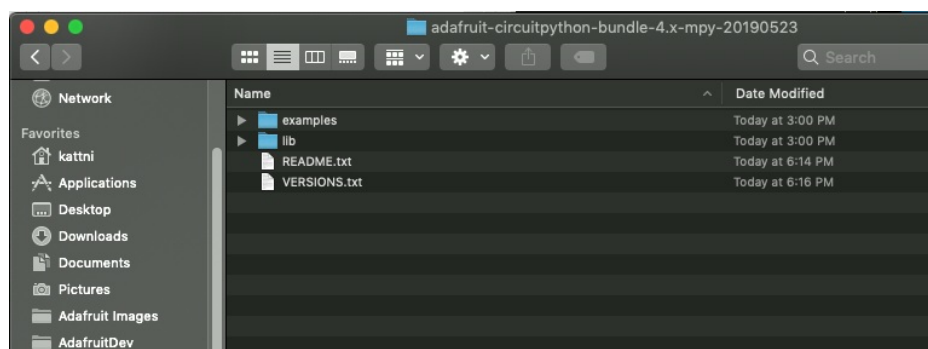 adafruit-circuitpython-bundle-4.x-mpy-20190523
Search
Network
Favorites
kattni
Applications
Desktop
Downloads
Documents
Pictures
Adafruit Images
AdafruitDev
Name Date Modified
examples Today at 3:00 PM
lib Today at 3:00 PM
README.txt Today at 6:14 PM
VERSIONS.txt Today at 6:16 PM